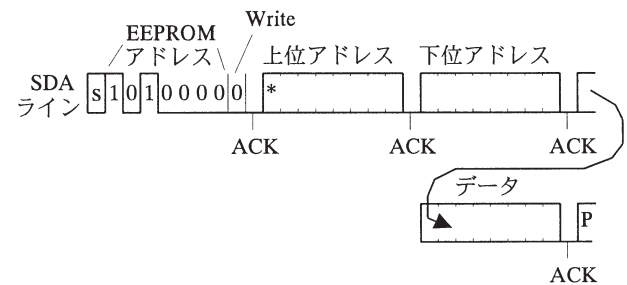 Write
EEPROM
アドレス
上位アドレス
下位アドレス
SDA
ライン
s 1 0 1 0 0 0 0 0 *
ACK
ACK
ACK
データ
P
ACK